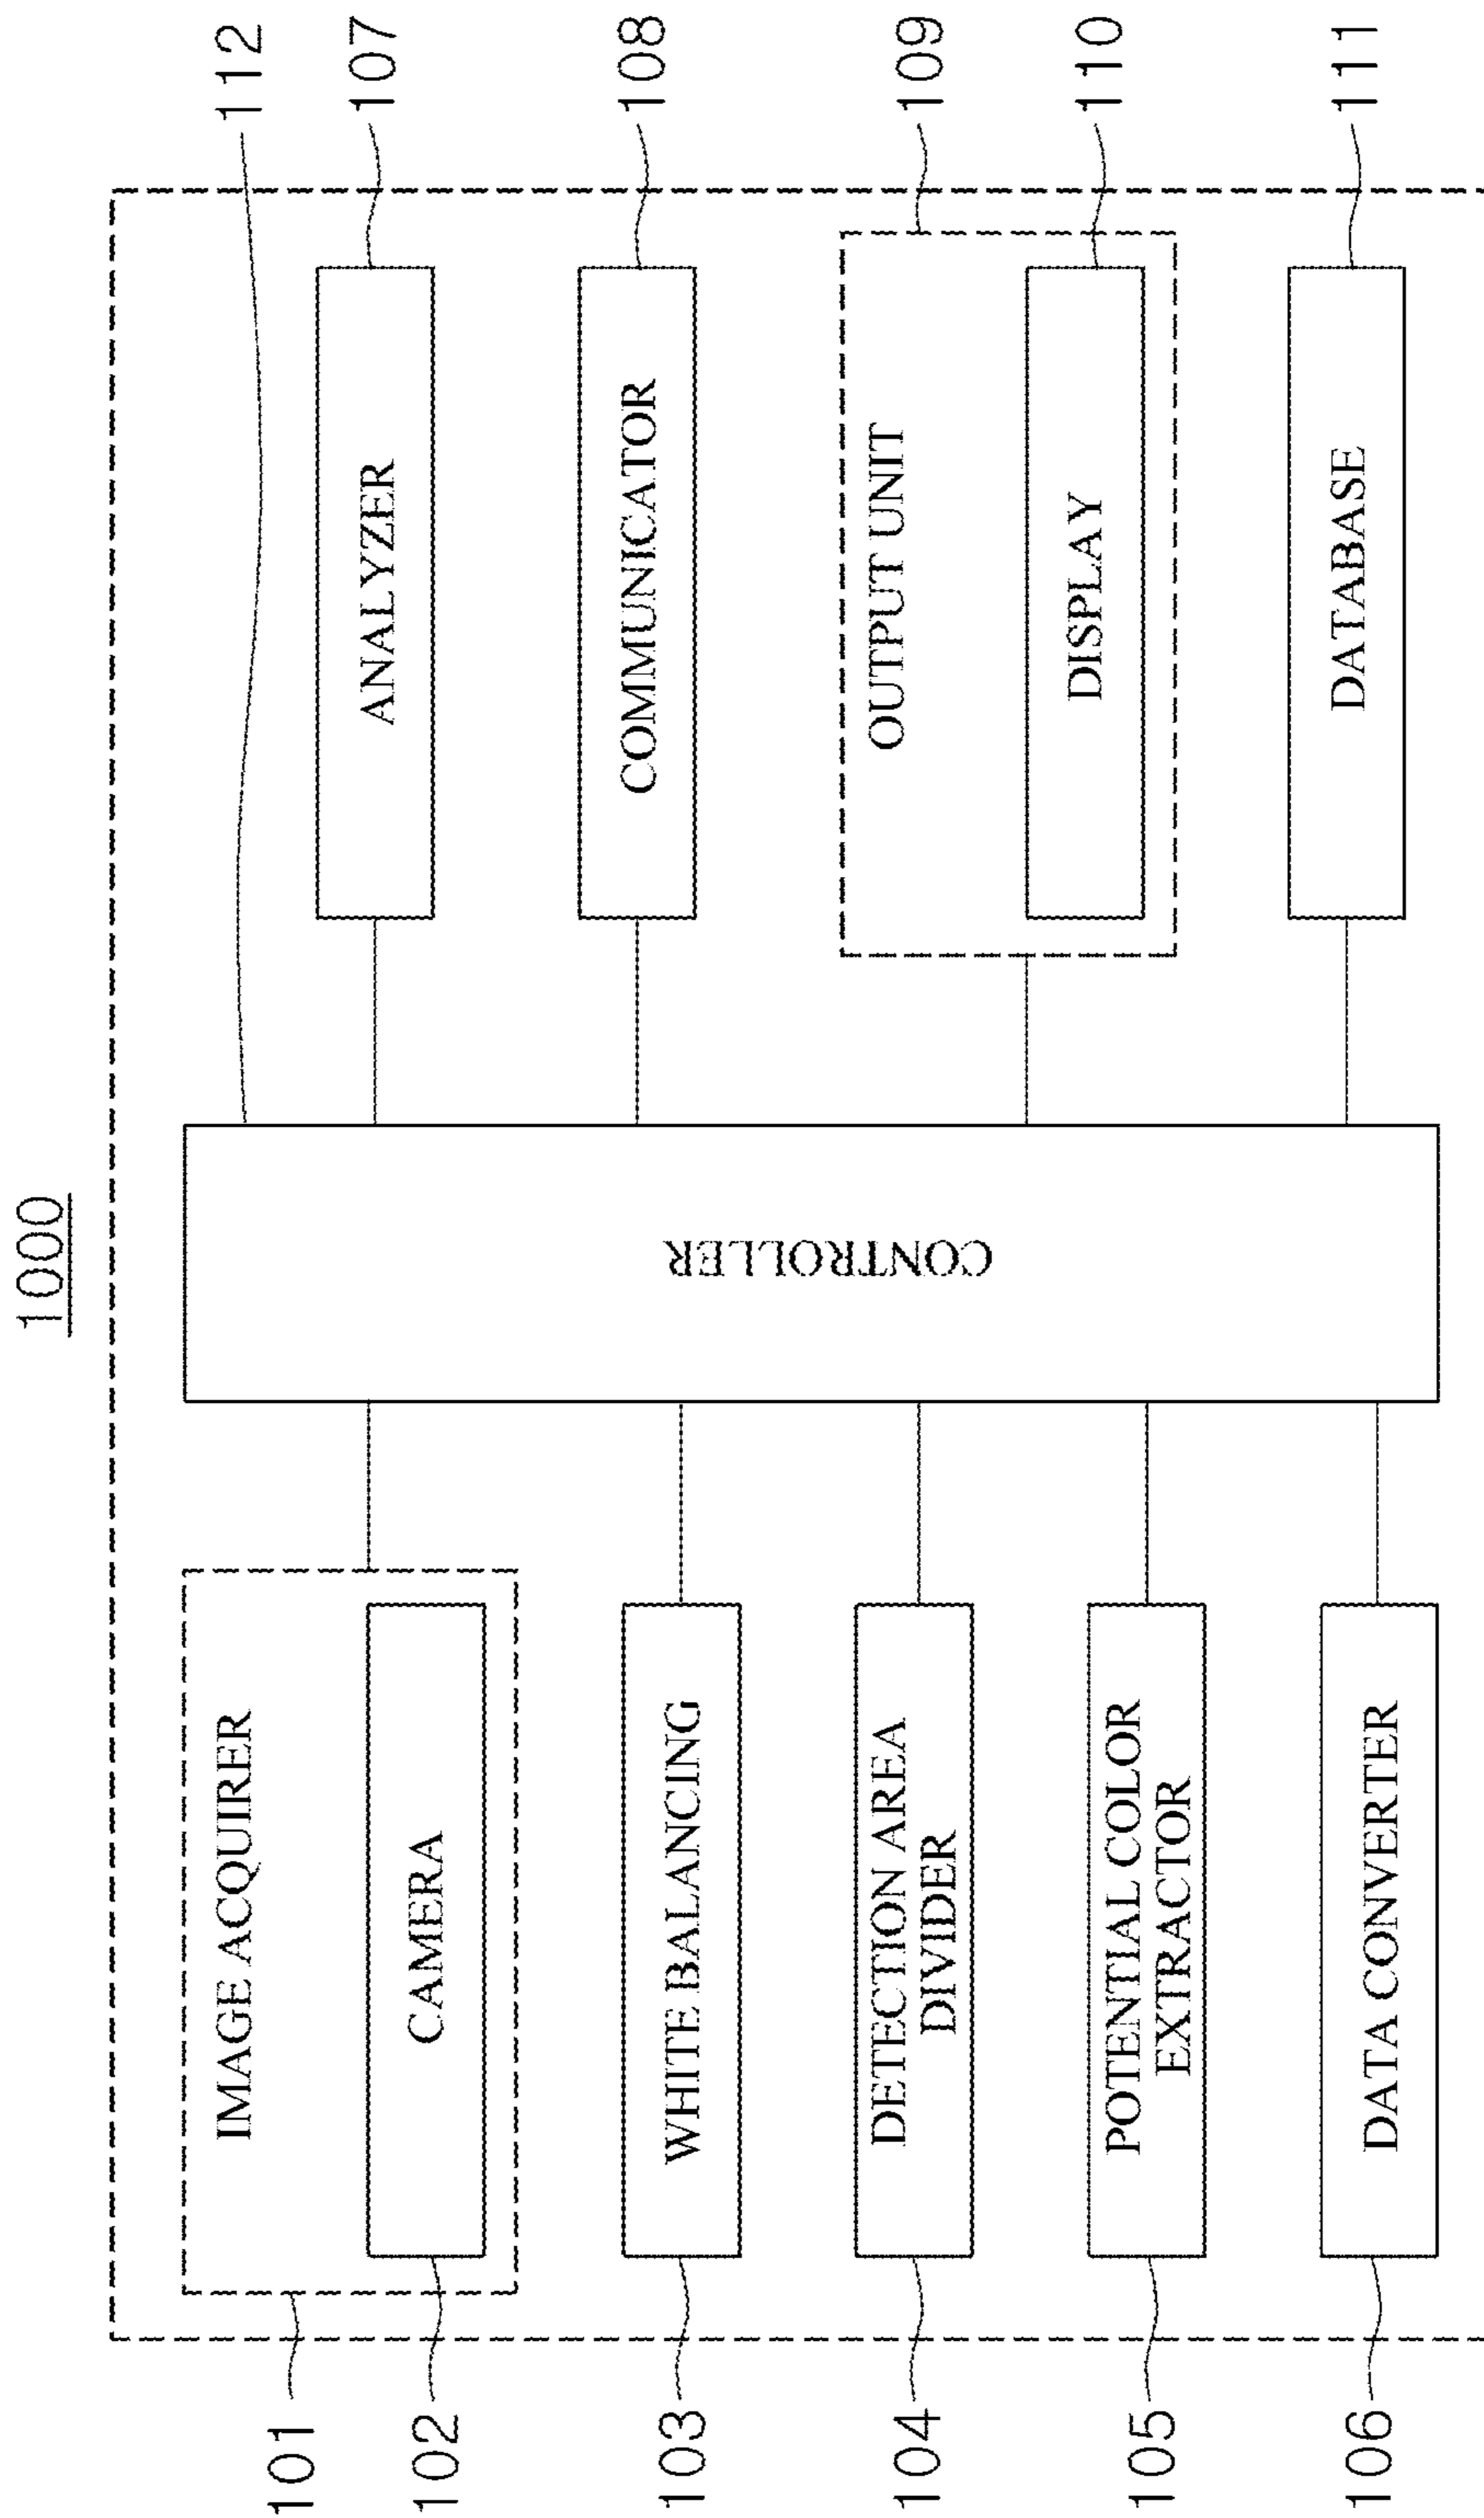 1000
101
IMAGE ACQUIRER
102
CAMERA
103
WHITE BALANCING
104
DETECTION AREA
DIVIDER
105
POTENTIAL COLOR
EXTRACTOR
106
DATA CONVERTER
CONTROLLER
112
ANALYZER
107
COMMUNICATOR
108
OUTPUT UNIT
109
DISPLAY
110
DATABASE
111